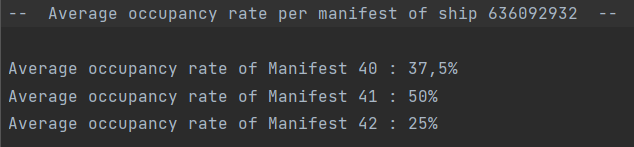 --  Average occupancy rate per manifest of ship 636092932  --
Average occupancy rate of Manifest 40 : 37,5%
Average occupancy rate of Manifest 41 : 50%
Average occupancy rate of Manifest 42 : 25%